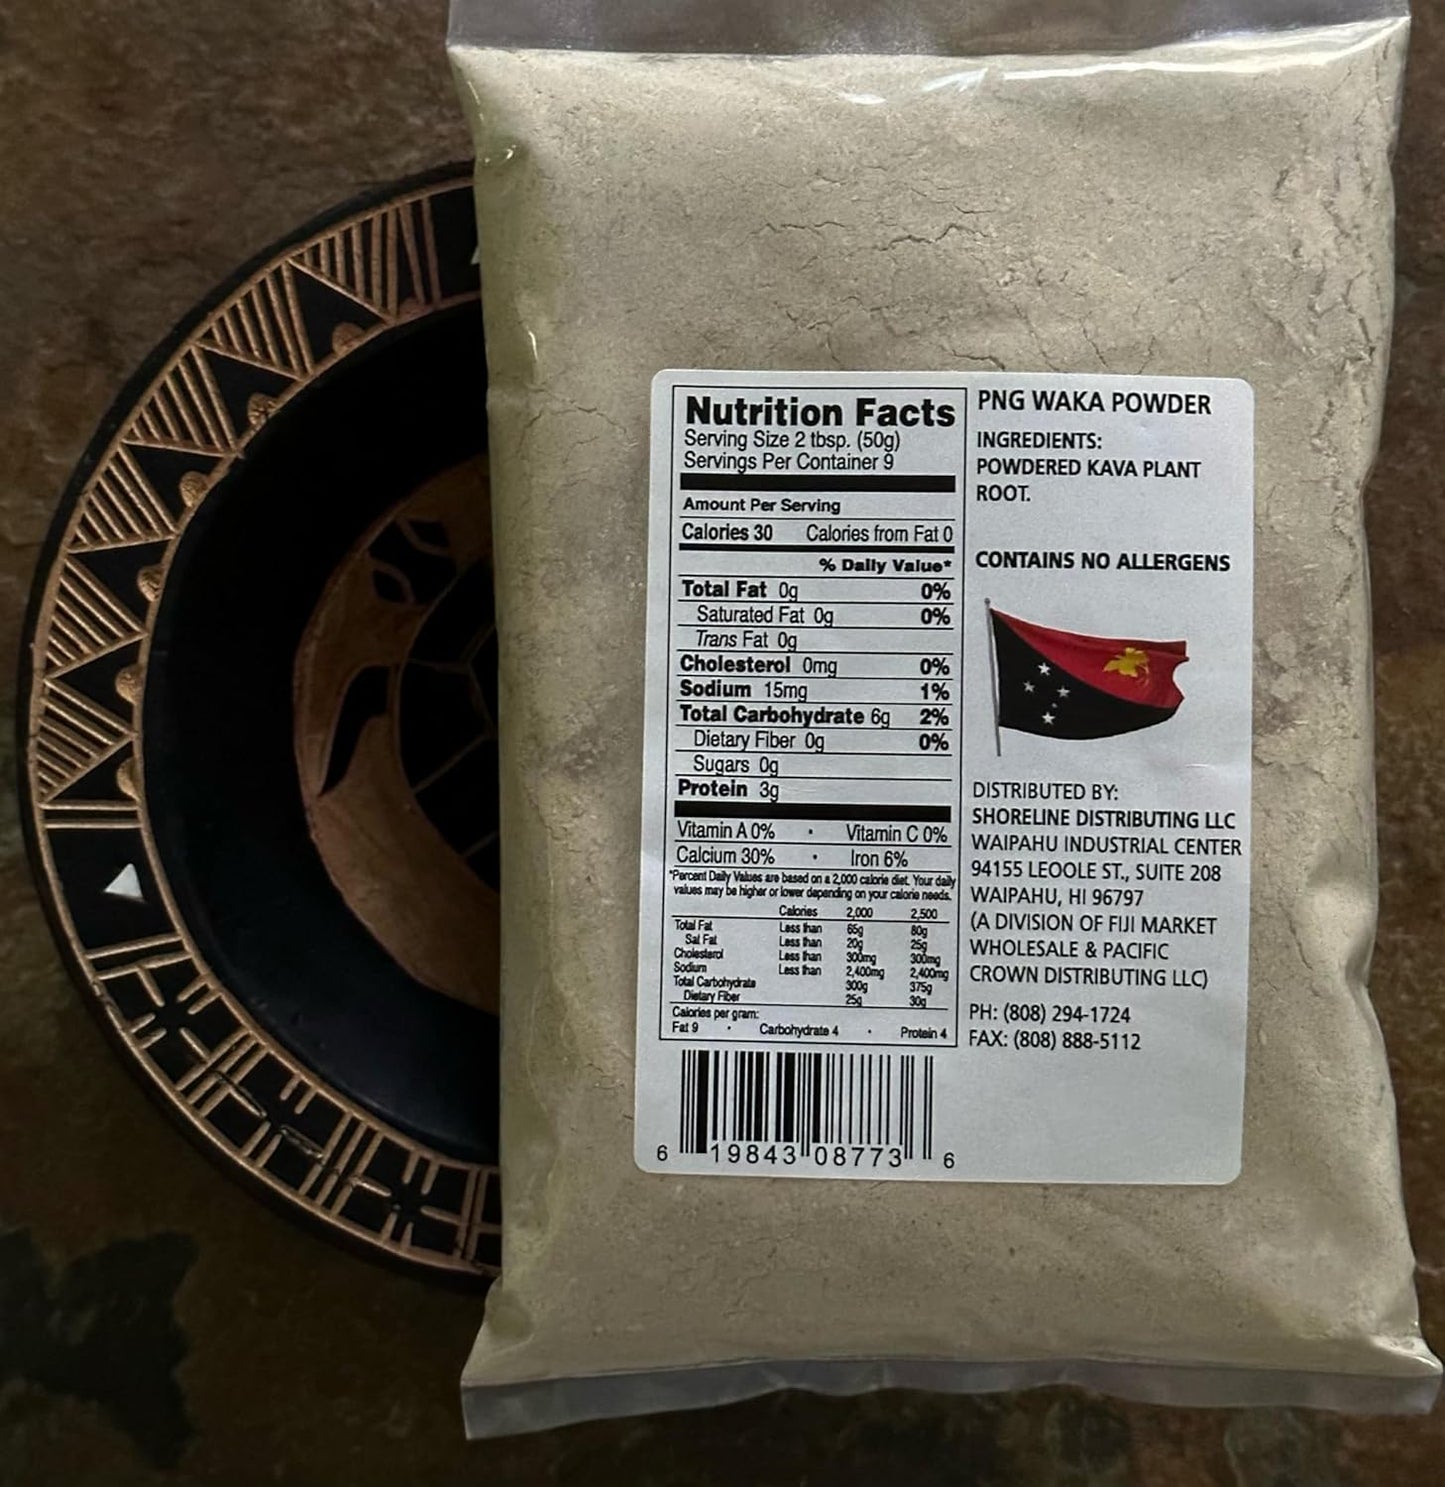 Nutrition Facts
Serving Size 2 tbsp. (50g)
Servings Per Container 9
Amount Per Serving
Calories 30 Calories from Fat 0
% Daily Value*
Total Fat 0g 0%
Saturated Fat 0g 0%
Trans Fat 0g
Cholesterol 0mg 0%
Sodium 15mg 1%
Total Carbohydrate 6g 2%
Dietary Fiber 0g 0%
Sugars 0g
Protein 3g
Vitamin A 0% • Vitamin C 0%
Calcium 30% • Iron 6%
*Percent Daily Values are based on a 2,000 calorie diet. Your daily
values may be higher or lower depending on your calorie needs.
Calories 2,000 2,500
Total Fat Less than 65g 80g
Sat Fat Less than 20g 25g
Cholesterol Less than 300mg 300mg
Sodium Less than 2,400mg 2,400mg
Total Carbohydrate 300g 375g
Dietary Fiber 25g 30g
Calories per gram:
Fat 9 • Carbohydrate 4 • Protein 4
6 19843 08773 6
PNG WAKA POWDER
INGREDIENTS:
POWDERED KAVA PLANT
ROOT.
CONTAINS NO ALLERGENS
DISTRIBUTED BY:
SHORELINE DISTRIBUTING LLC
WAIPAHU INDUSTRIAL CENTER
94155 LEOOLE ST., SUITE 208
WAIPAHU, HI 96797
(A DIVISION OF FIJI MARKET
WHOLESALE & PACIFIC
CROWN DISTRIBUTING LLC)
PH: (808) 294-1724
FAX: (808) 888-5112